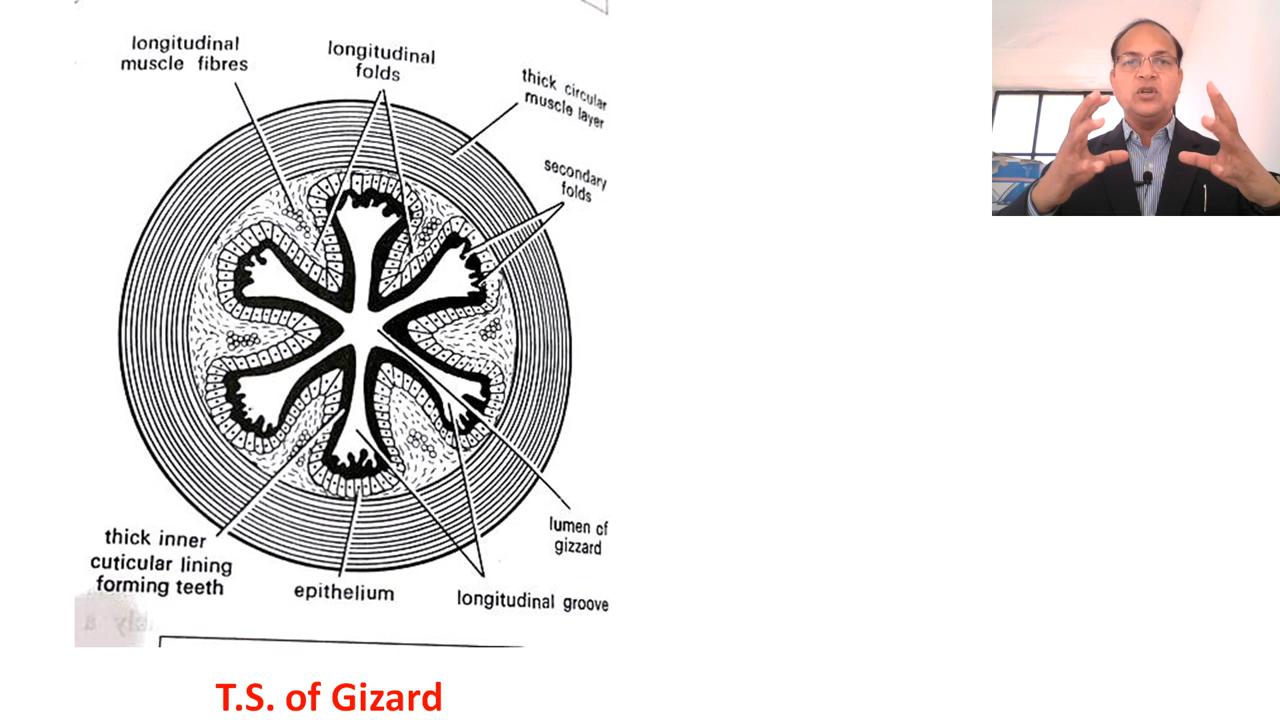 longitudinal
muscle fibres
longitudinal
folds
thick circular
muscle layer
secondary
folds
lumen of
gizzard
thick inner
cuticular lining
forming teeth
epithelium
longitudinal groove
T.S. of Gizard